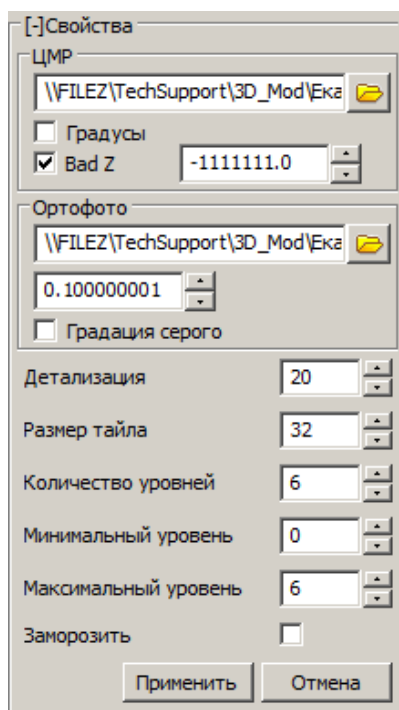 [-]Свойства
ЦМР
\\FILEZ\TechSupport\3D_Mod\Ека
Градусы
Bad Z -1111111.0
Ортофото
\\FILEZ\TechSupport\3D_Mod\Ека
0.100000001
Градация серого
Детализация 20
Размер тайла 32
Количество уровней 6
Минимальный уровень 0
Максимальный уровень 6
Заморозить
Применить Отмена